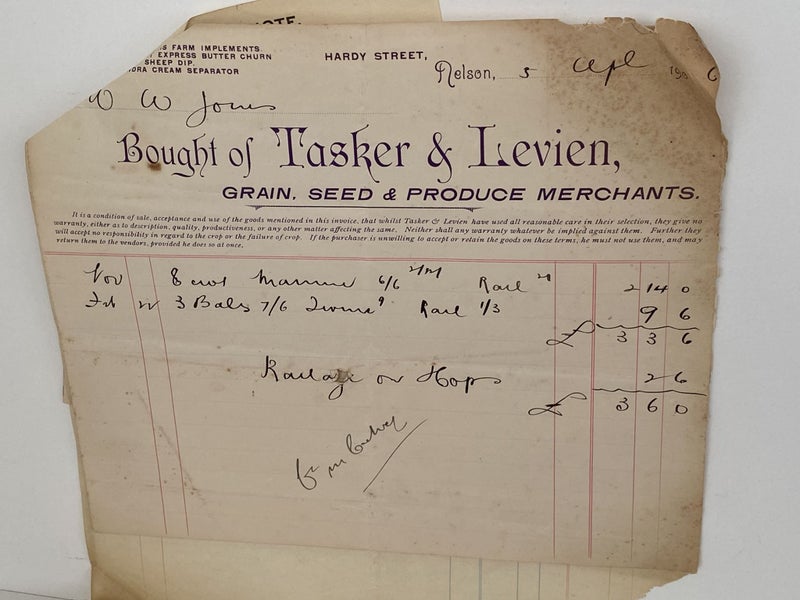 OTE.
S FARM IMPLEMENTS.
EXPRESS BUTTER CHURN
SHEEP DIP.
ORA CREAM SEPARATOR
HARDY STREET,
Nelson, 5 Apl 1906
W W Jones
Bought of Tasker & Levien,
GRAIN, SEED & PRODUCE MERCHANTS.
It is a condition of sale, acceptance and use of the goods mentioned in this invoice, that whilst Tasker & Levien have used all reasonable care in their selection, they give no
warranty, either as to description, quality, productiveness, or any other matter affecting the same. Neither shall any warranty whatever be implied against them. Further they
will accept no responsibility in regard to the crop or the failure of crop. If the purchaser is unwilling to accept or retain the goods on these terms, he must not use them, and may
return them to the vendors, provided he does so at once.
Nov 8 cwt Manure 6/6 Rail 2 14 0
Feb 3 Bals 7/6 Twine Rail 1/3 9 6
£ 3 3 6
Railage on Hops 2 6
£ 3 6 0